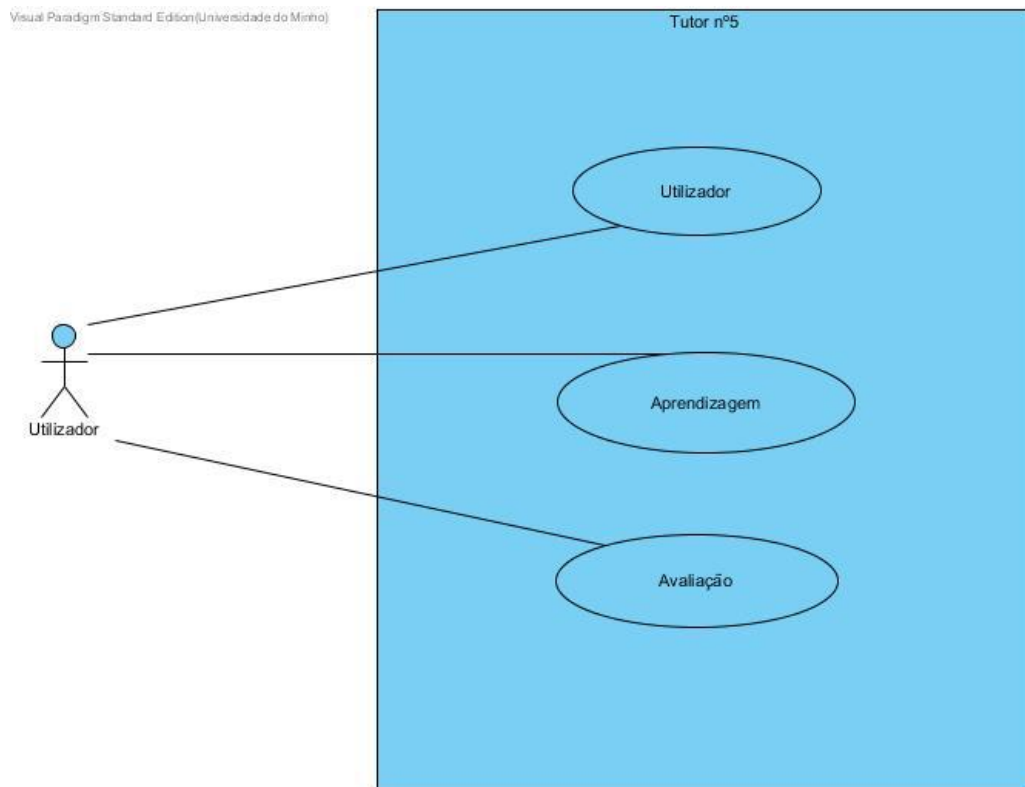 Visual Paradigm Standard Edition(Universidade do Minho)
Tutor nº5
Utilizador
Aprendizagem
Utilizador
Avaliação